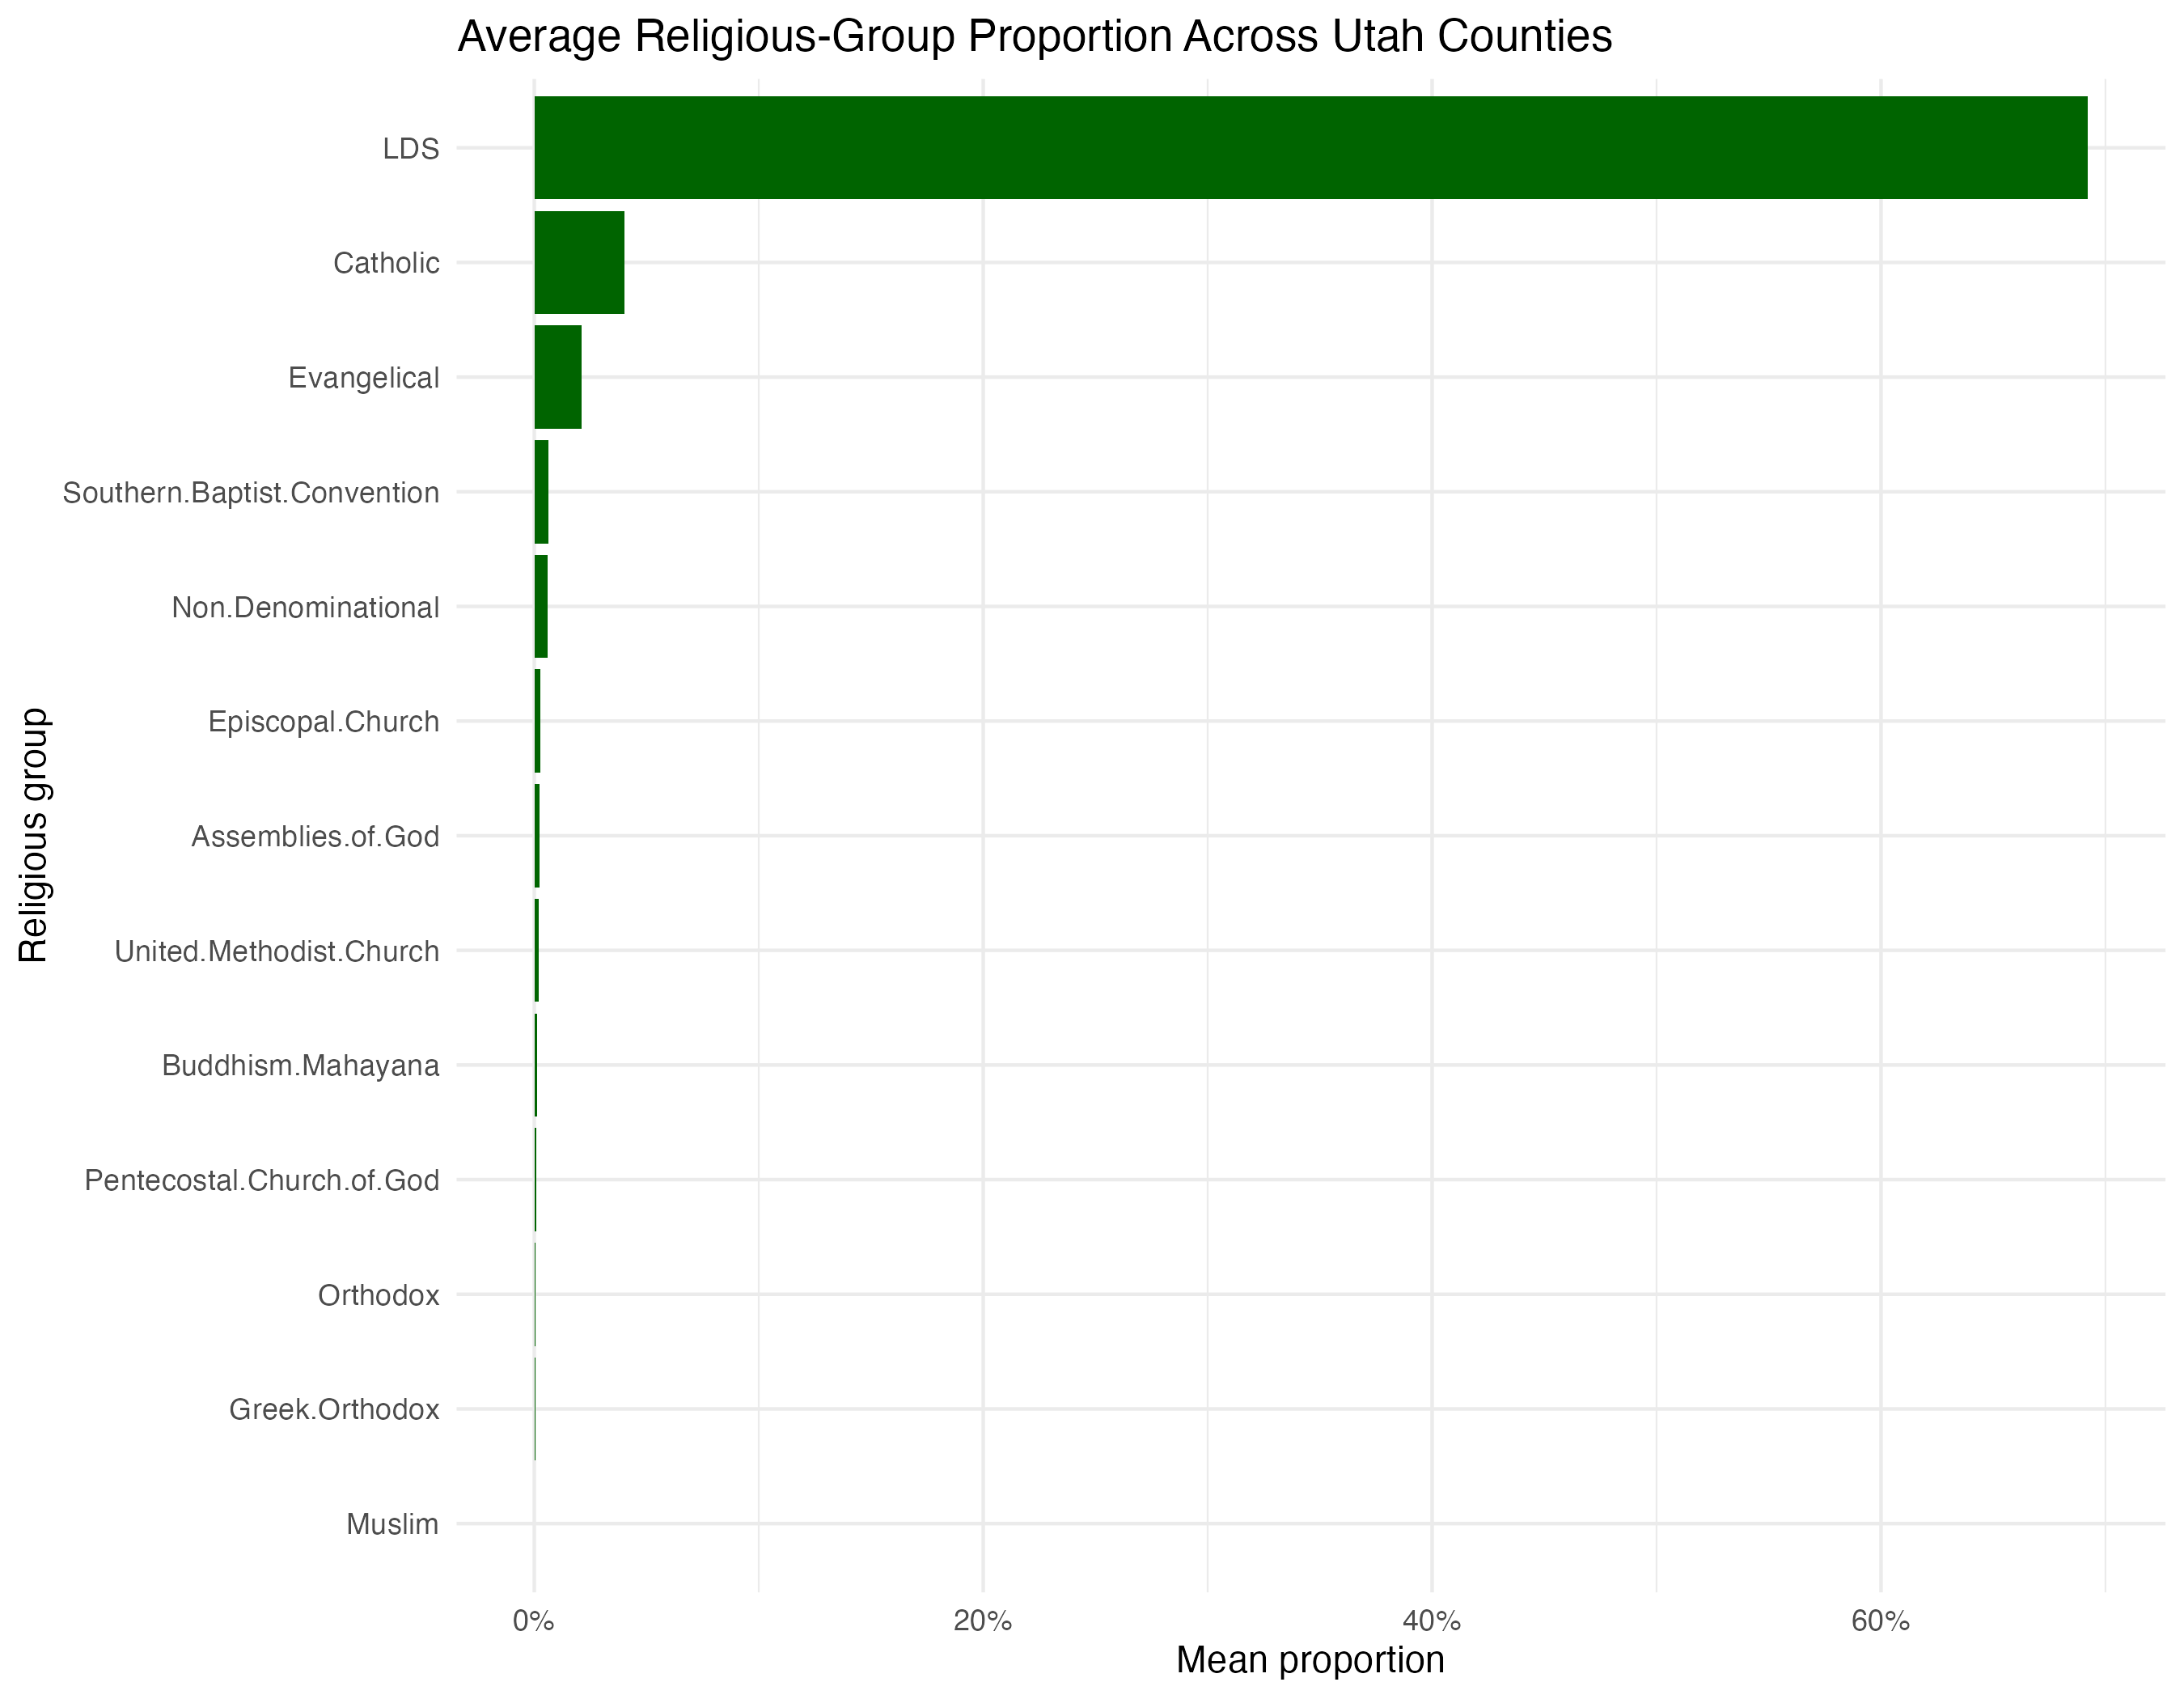 Average Religious-Group Proportion Across Utah Counties
Religious group
LDS
Catholic
Evangelical
Southern.Baptist.Convention
Non.Denominational
Episcopal.Church
Assemblies.of.God
United.Methodist.Church
Buddhism.Mahayana
Pentecostal.Church.of.God
Orthodox
Greek.Orthodox
Muslim
0% 20% 40% 60%
Mean proportion